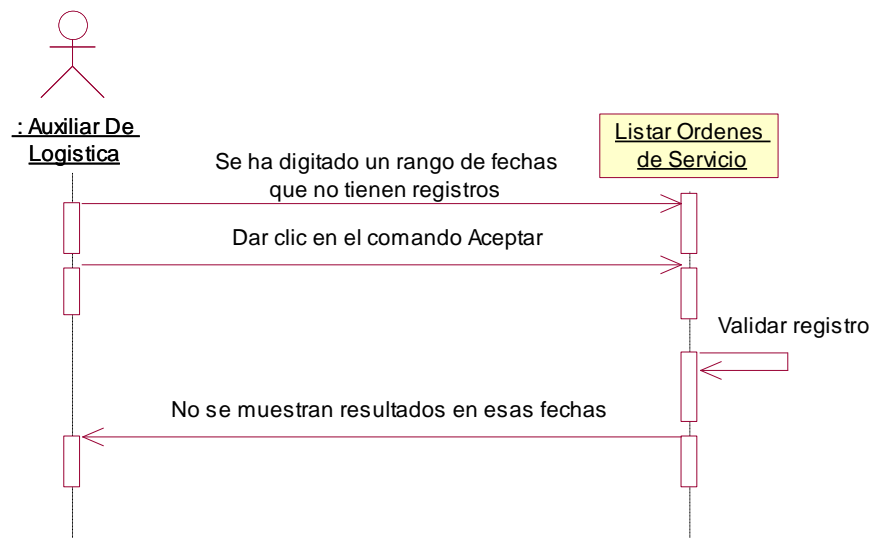 : Auxiliar De
Logistica
Listar Ordenes
de Servicio
Se ha digitado un rango de fechas
que no tienen registros
Dar clic en el comando Aceptar
Validar registro
No se muestran resultados en esas fechas